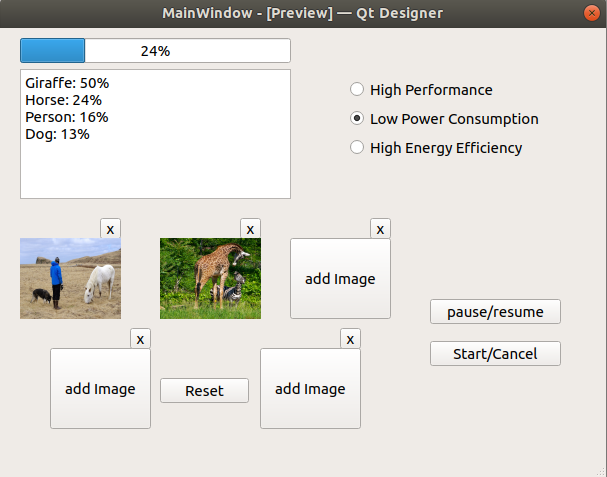 MainWindow - [Preview] — Qt Designer
24%
Giraffe: 50%
Horse: 24%
Person: 16%
Dog: 13%
High Performance
Low Power Consumption
High Energy Efficiency
x
x
x
add Image
pause/resume
Start/Cancel
x
x
add Image
Reset
add Image